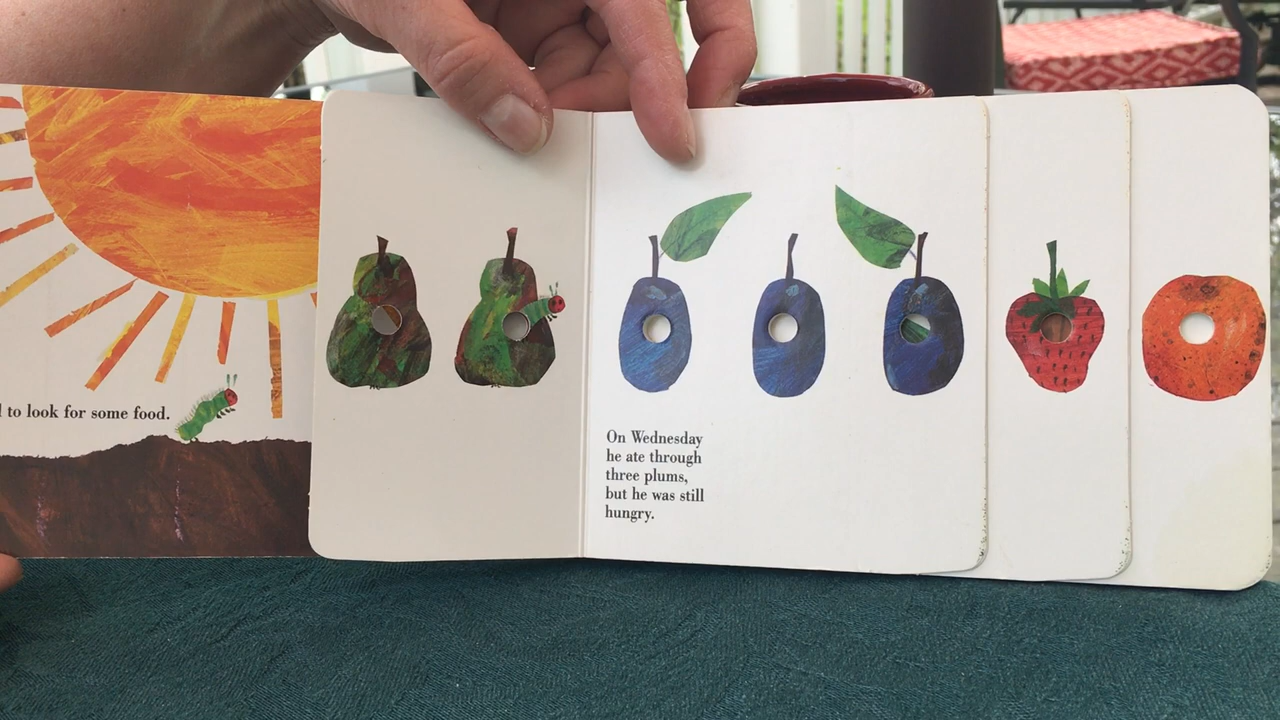 to look for some food.
On Wednesday
he ate through
three plums,
but he was still
hungry.